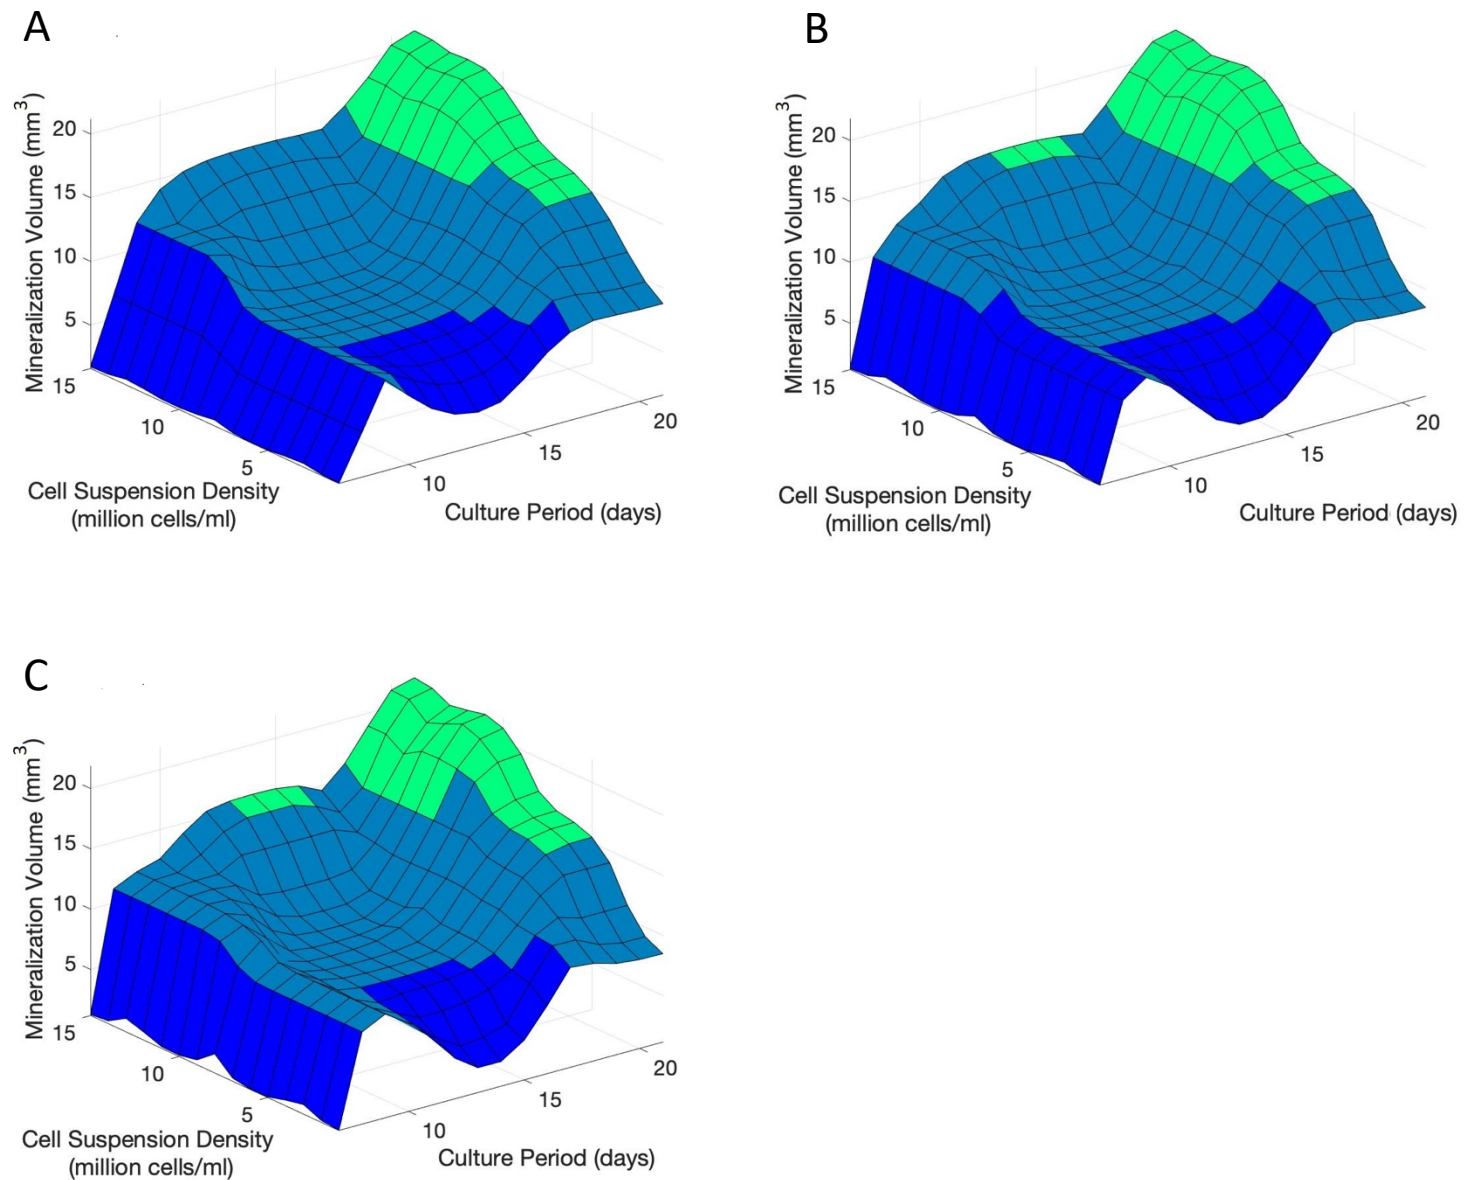 A
Mineralization Volume (mm³)
20
15
10
5
15
10
5
Cell Suspension Density
(million cells/ml)
10
15
20
Culture Period (days)
B
Mineralization Volume (mm³)
20
15
10
5
15
10
5
Cell Suspension Density
(million cells/ml)
10
15
20
Culture Period (days)
C
Mineralization Volume (mm³)
20
15
10
5
15
10
5
Cell Suspension Density
(million cells/ml)
10
15
20
Culture Period (days)